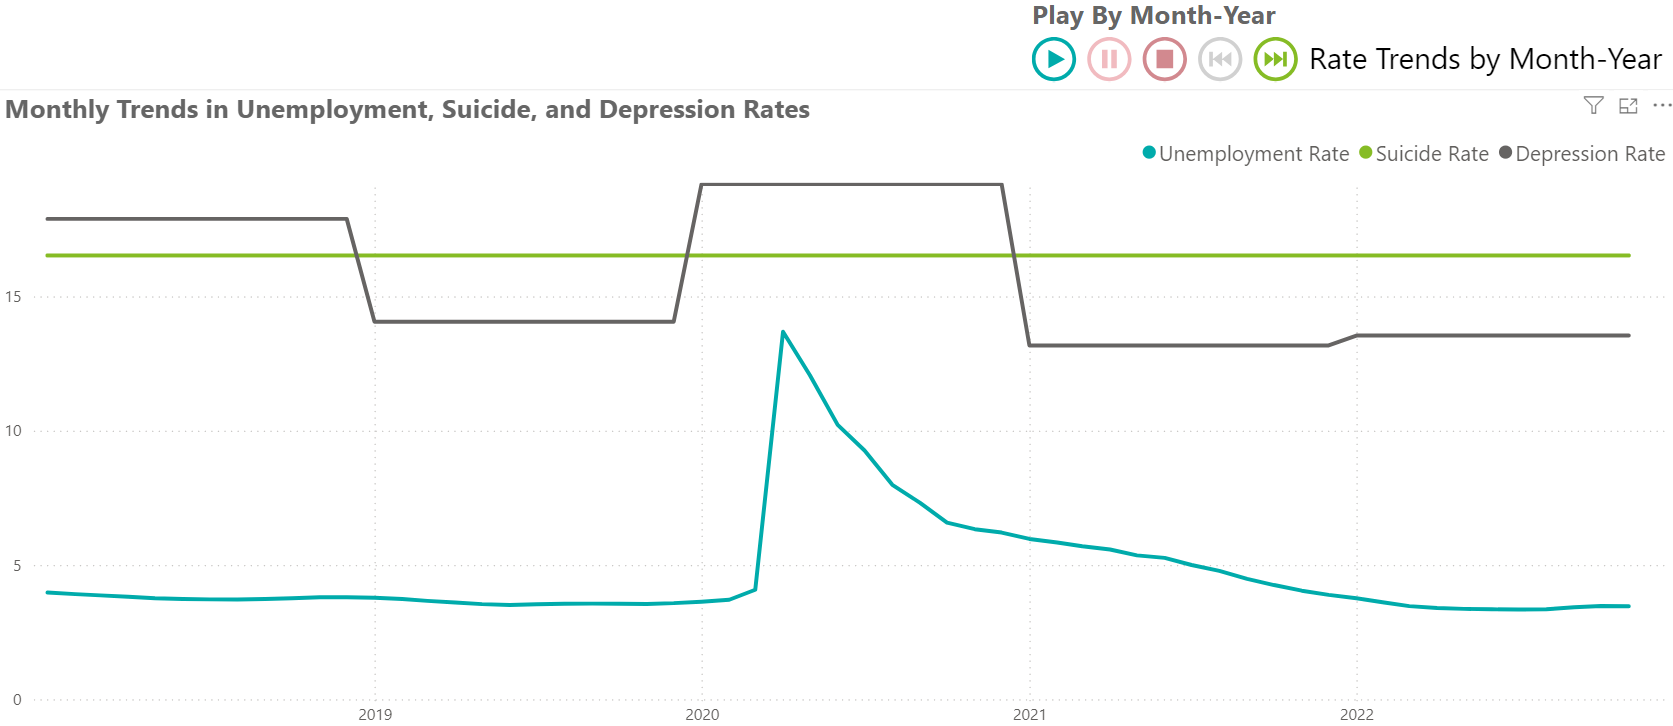 Play By Month-Year
Rate Trends by Month-Year
Monthly Trends in Unemployment, Suicide, and Depression Rates
Unemployment Rate Suicide Rate Depression Rate
15
10
5
0
2019 2020 2021 2022